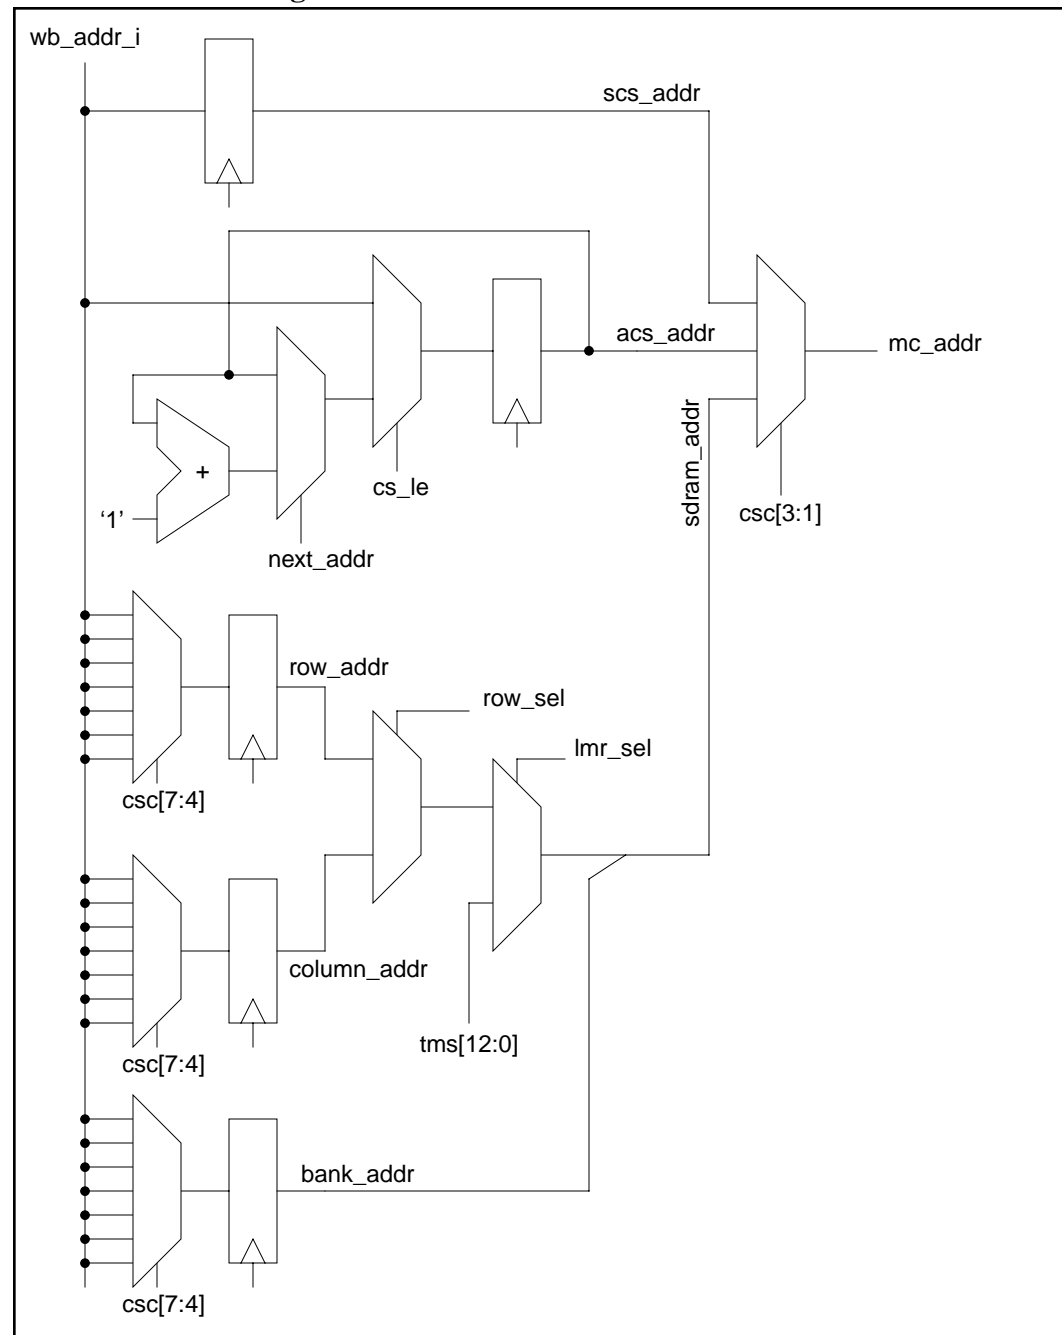 wb_addr_i
scs_addr
acs_addr
mc_addr
sdram_addr
+
cs_le
csc[3:1]
‘1’
next_addr
row_addr
row_sel
lmr_sel
csc[7:4]
column_addr
tms[12:0]
csc[7:4]
bank_addr
csc[7:4]